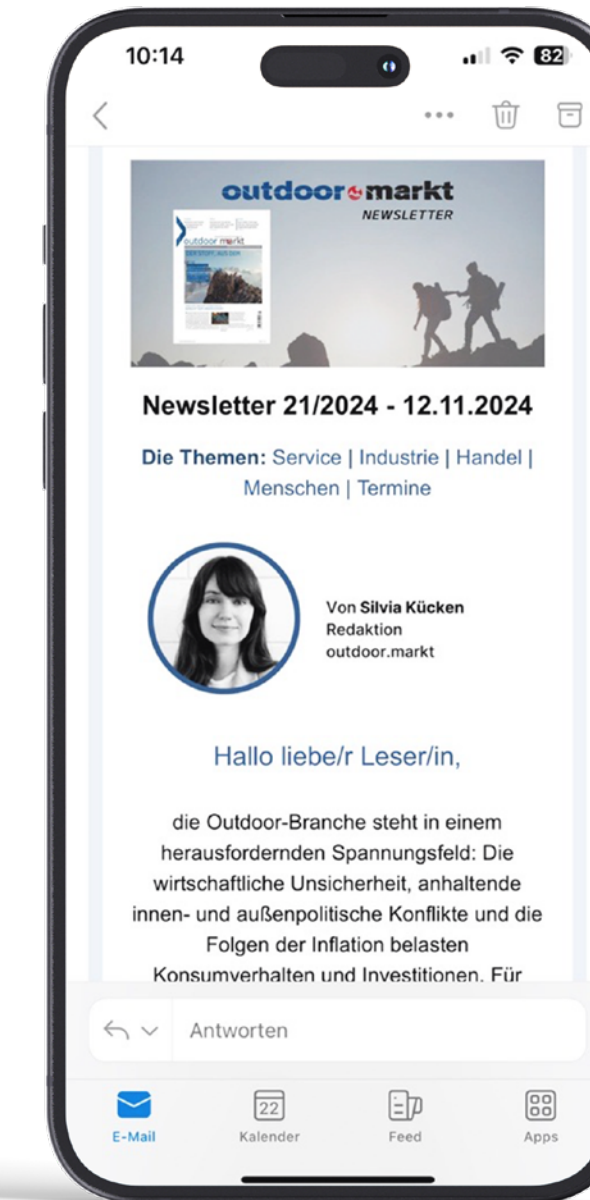 10:14
82
outdoor markt
NEWSLETTER
outdoor markt
Newsletter 21/2024 - 12.11.2024
Die Themen: Service | Industrie | Handel |
Menschen | Termine
Von Silvia Kücken
Redaktion
outdoor.markt
Hallo liebe/r Leser/in,
die Outdoor-Branche steht in einem
herausfordernden Spannungsfeld: Die
wirtschaftliche Unsicherheit, anhaltende
innen- und außenpolitische Konflikte und die
Folgen der Inflation belasten
Konsumverhalten und Investitionen. Für
Antworten
22
E-Mail
Kalender
Feed
Apps